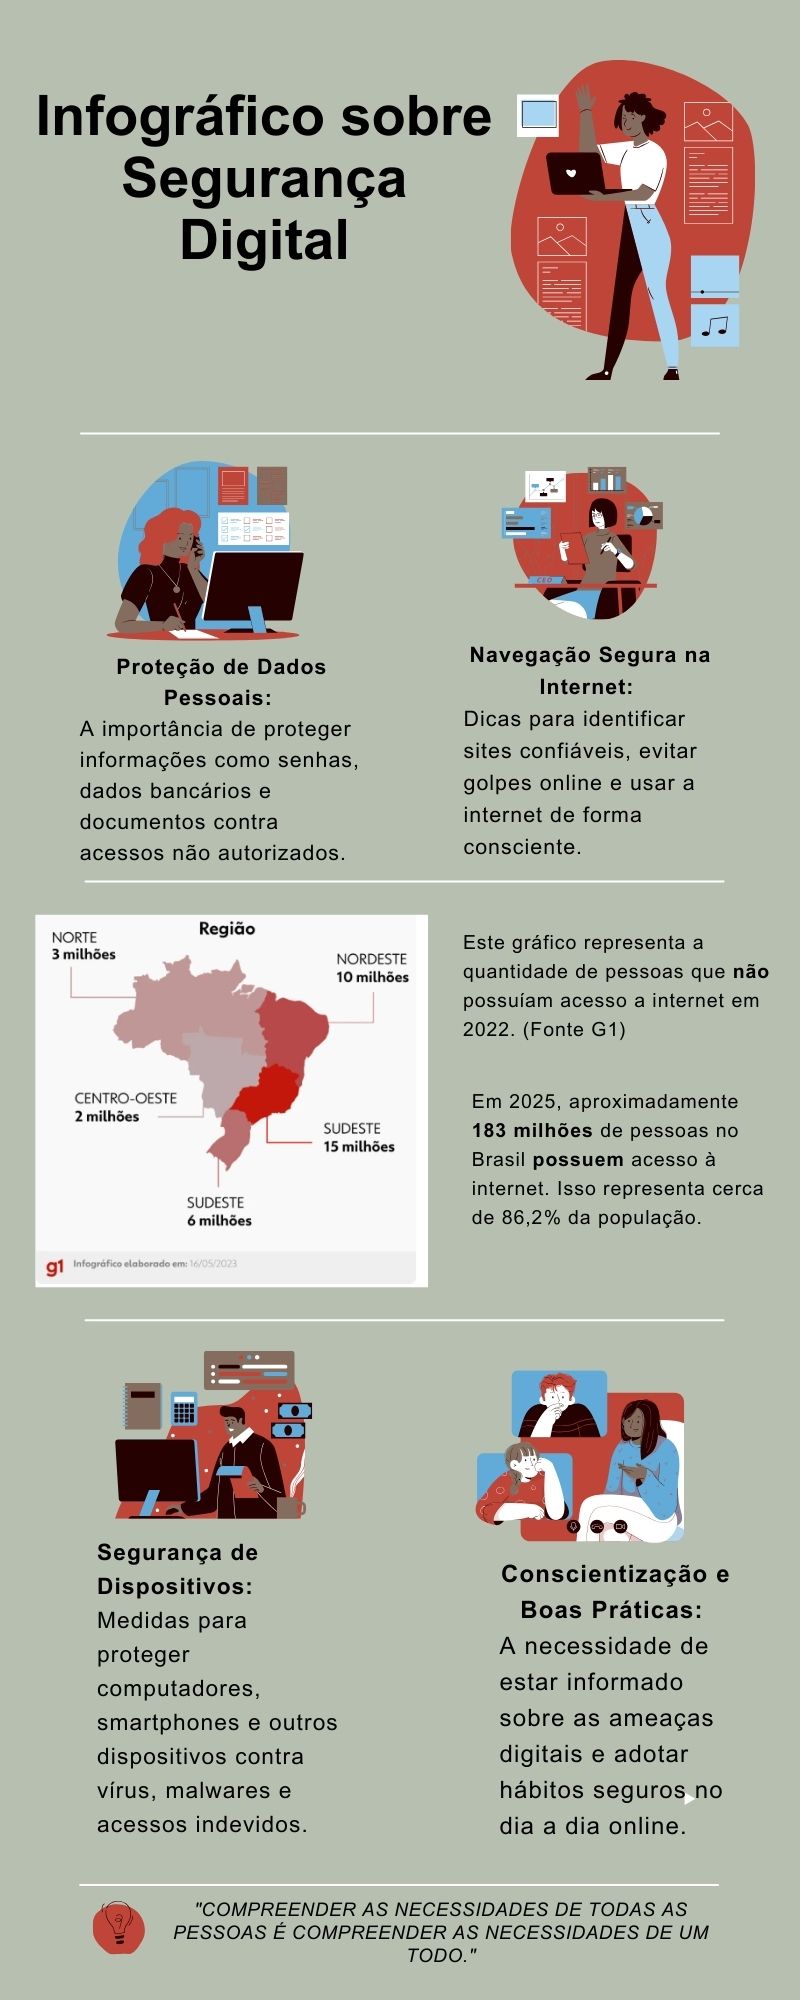 Infográfico sobre
Segurança
Digital
CEO
Proteção de Dados
Pessoais:
A importância de proteger
informações como senhas,
dados bancários e
documentos contra
acessos não autorizados.
Navegação Segura na
Internet:
Dicas para identificar
sites confiáveis, evitar
golpes online e usar a
internet de forma
consciente.
Região
NORTE
3 milhões
NORDESTE
10 milhões
CENTRO-OESTE
2 milhões
SUDESTE
15 milhões
SUDESTE
6 milhões
g1 Infográfico elaborado em: 16/05/2023
Este gráfico representa a
quantidade de pessoas que não
possuíam acesso a internet em
2022. (Fonte G1)
Em 2025, aproximadamente
183 milhões de pessoas no
Brasil possuem acesso à
internet. Isso representa cerca
de 86,2% da população.
Segurança de
Dispositivos:
Medidas para
proteger
computadores,
smartphones e outros
dispositivos contra
vírus, malwares e
acessos indevidos.
Conscientização e
Boas Práticas:
A necessidade de
estar informado
sobre as ameaças
digitais e adotar
hábitos seguros no
dia a dia online.
"COMPREENDER AS NECESSIDADES DE TODAS AS
PESSOAS É COMPREENDER AS NECESSIDADES DE UM
TODO."